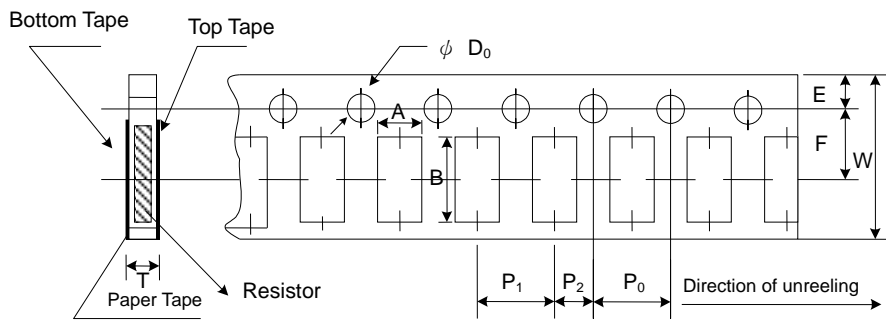 Bottom Tape
Top Tape
ψ D₀
E
A
F
W
B
T
P₁ P₂ P₀
Direction of unreeling
Resistor
Paper Tape